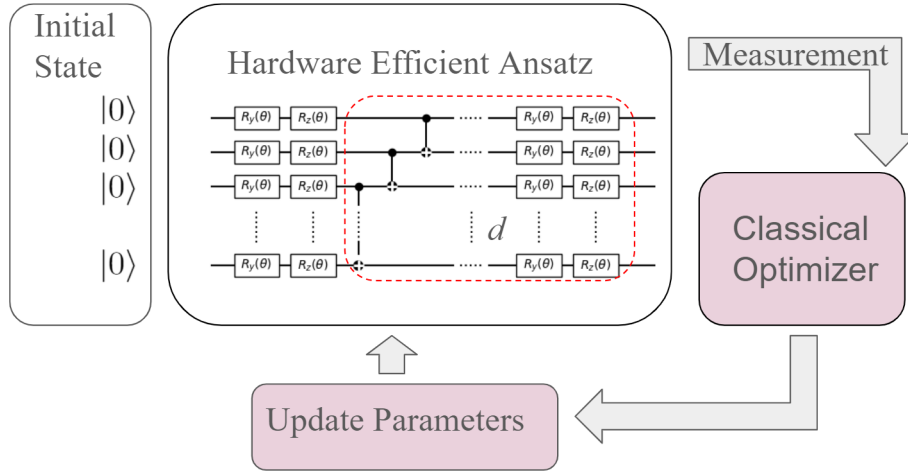 Initial
State
|0⟩
|0⟩
|0⟩
|0⟩
Hardware Efficient Ansatz
R_y(θ) R_z(θ) R_y(θ) R_z(θ)
R_y(θ) R_z(θ) R_y(θ) R_z(θ)
R_y(θ) R_z(θ) R_y(θ) R_z(θ)
d
R_y(θ) R_z(θ) R_y(θ) R_z(θ)
Measurement
Classical
Optimizer
Update Parameters